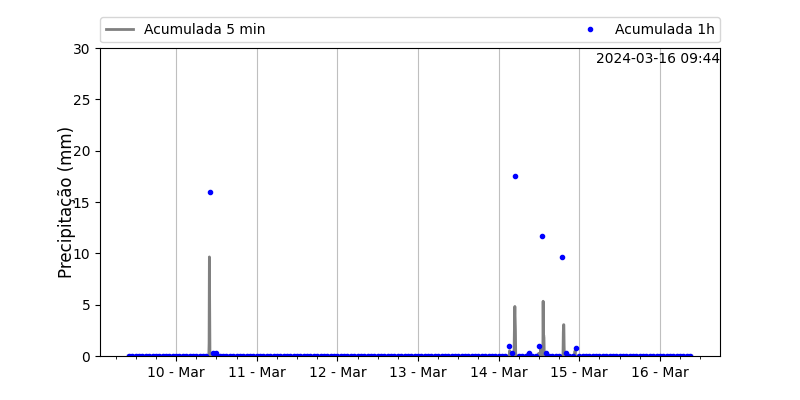 Acumulada 5 min
Acumulada 1h
2024-03-16 09:44
Precipitação (mm)
30
25
20
15
10
5
0
10 - Mar
11 - Mar
12 - Mar
13 - Mar
14 - Mar
15 - Mar
16 - Mar